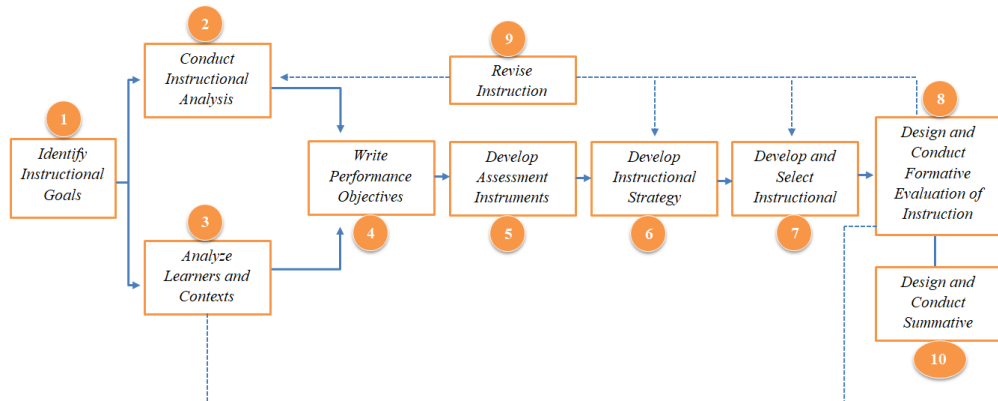 1
Identify
Instructional
Goals
2
Conduct
Instructional
Analysis
3
Analyze
Learners and
Contexts
Write
Performance
Objectives
4
Develop
Assessment
Instruments
5
Develop
Instructional
Strategy
6
Develop and
Select
Instructional
7
8
Design and
Conduct
Formative
Evaluation of
Instruction
9
Revise
Instruction
Design and
Conduct
Summative
10